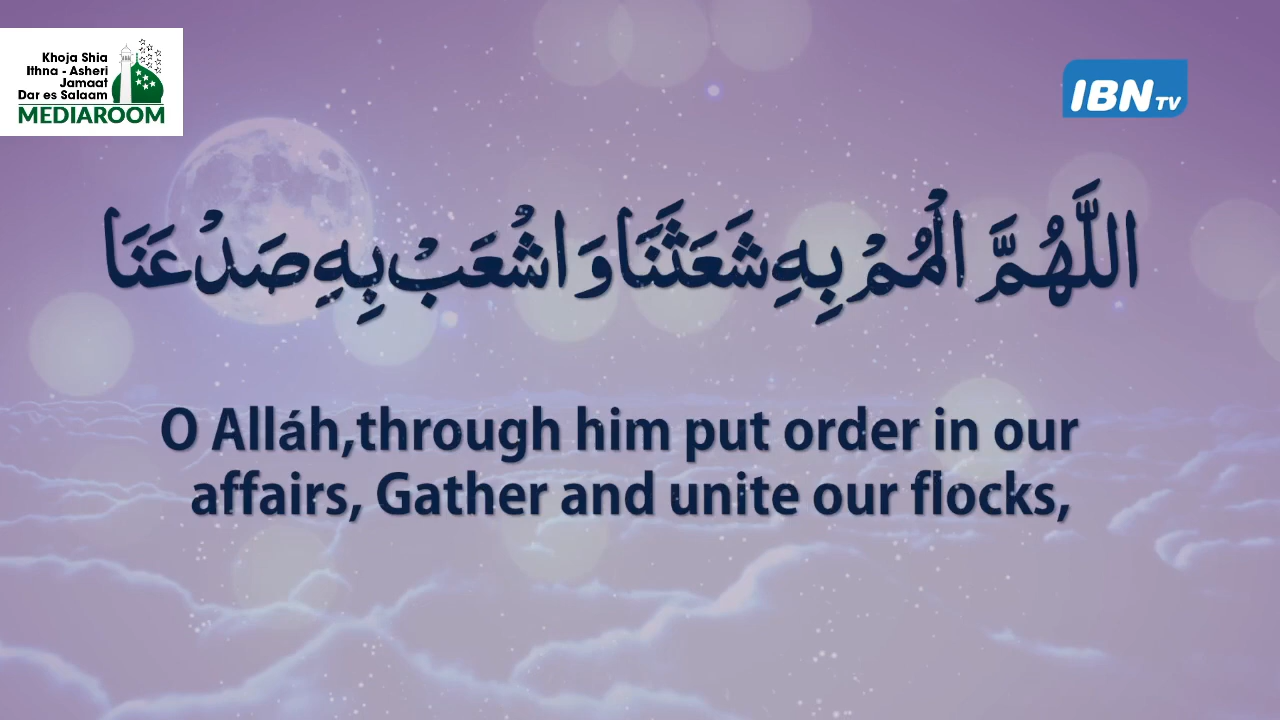 Khoja Shia
Ithna - Asheri
Jamaat
Dar es Salaam
MEDIAROOM
IBN TV
اللَّهُمَّ الْمُمْ بِهِ شَعَثَنَا وَاشْعَبْ بِهِ صَدْعَنَا
O Alláh,through him put order in our
affairs, Gather and unite our flocks,